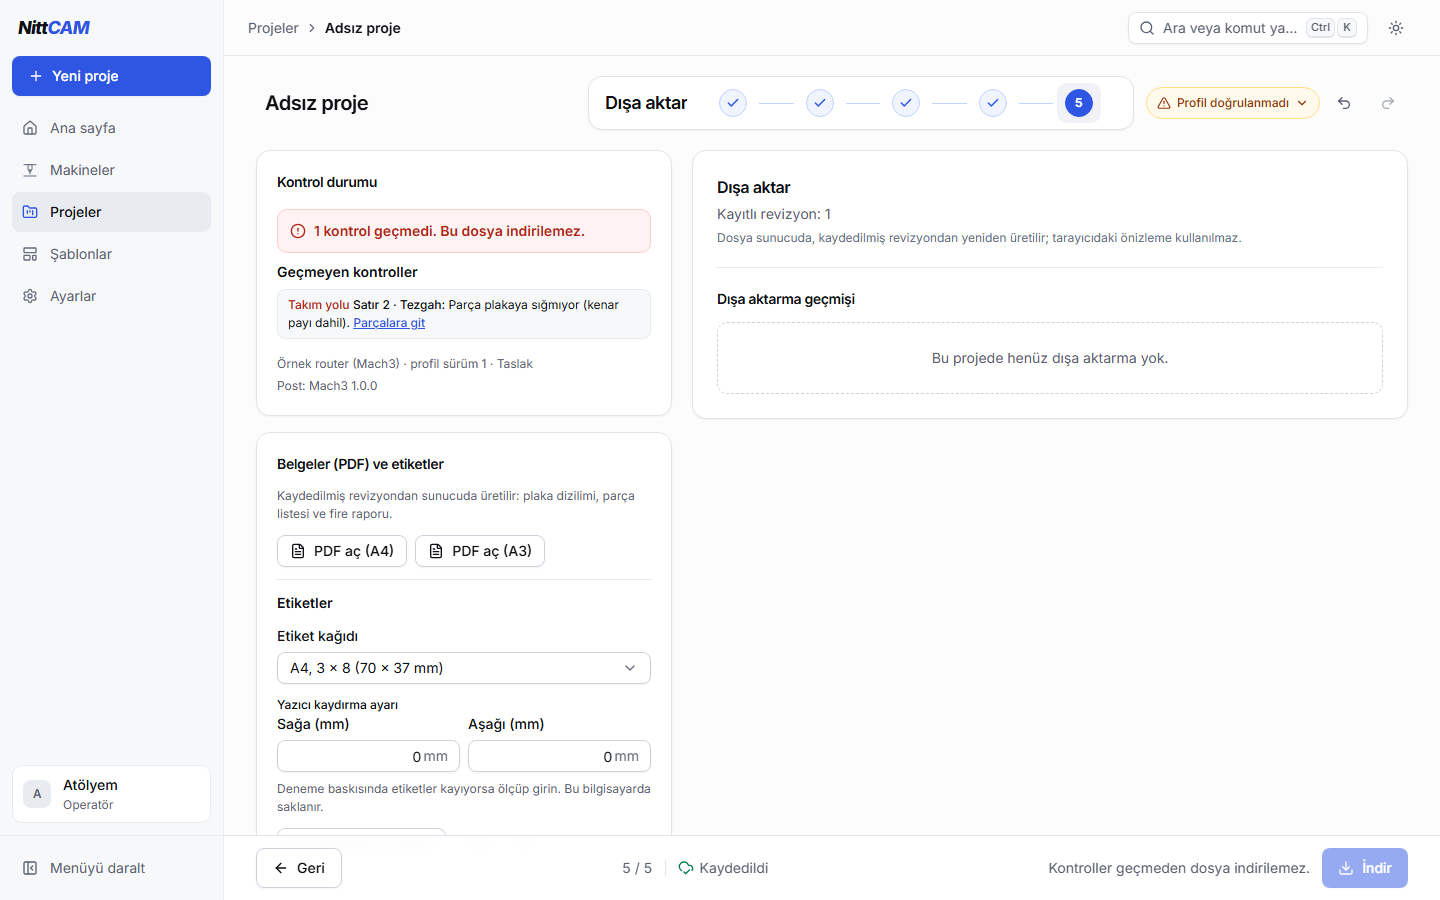 NittCAM
Yeni proje
Ana sayfa
Makineler
Projeler
Şablonlar
Ayarlar
A
Atölyem
Operatör
Menüyü daralt
Projeler > Adsız proje
Ara veya komut ya... Ctrl K
Adsız proje
Dışa aktar
5
Profil doğrulanmadı
Kontrol durumu
1 kontrol geçmedi. Bu dosya indirilemez.
Geçmeyen kontroller
Takım yolu Satır 2 · Tezgah: Parça plakaya sığmıyor (kenar
payı dahil). Parçalara git
Örnek router (Mach3) · profil sürüm 1 · Taslak
Post: Mach3 1.0.0
Belgeler (PDF) ve etiketler
Kaydedilmiş revizyondan sunucuda üretilir: plaka dizilimi, parça
listesi ve fire raporu.
PDF aç (A4) PDF aç (A3)
Etiketler
Etiket kağıdı
A4, 3 × 8 (70 × 37 mm)
Yazıcı kaydırma ayarı
Sağa (mm) Aşağı (mm)
0 mm 0 mm
Deneme baskısında etiketler kayıyorsa ölçüp girin. Bu bilgisayarda
saklanır.
Dışa aktar
Kayıtlı revizyon: 1
Dosya sunucuda, kaydedilmiş revizyondan yeniden üretilir; tarayıcıdaki önizleme kullanılmaz.
Dışa aktarma geçmişi
Bu projede henüz dışa aktarma yok.
Geri
5 / 5
Kaydedildi
Kontroller geçmeden dosya indirilemez.
İndir